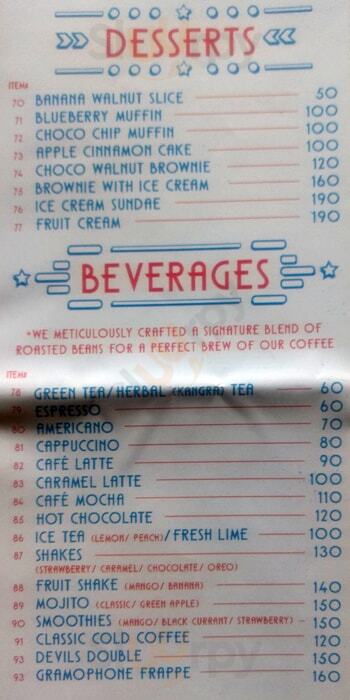 DESSERTS
ITEM#
70 BANANA WALNUT SLICE 50
71 BLUEBERRY MUFFIN 100
72 CHOCO CHIP MUFFIN 100
73 APPLE CINNAMON CAKE 100
74 CHOCO WALNUT BROWNIE 120
75 BROWNIE WITH ICE CREAM 160
76 ICE CREAM SUNDAE 190
77 FRUIT CREAM 190
BEVERAGES
*WE METICULOUSLY CRAFTED A SIGNATURE BLEND OF
ROASTED BEANS FOR A PERFECT BREW OF OUR COFFEE
ITEM#
78 GREEN TEA/HERBAL (KANGRA) TEA 60
79 ESPRESSO 60
80 AMERICANO 70
81 CAPPUCCINO 80
82 CAFÉ LATTE 90
83 CARAMEL LATTE 100
84 CAFÉ MOCHA 110
85 HOT CHOCOLATE 120
86 ICE TEA (LEMON/ PEACH)/FRESH LIME 100
87 SHAKES 130
(STRAWBERRY/ CARAMEL/ CHOCOLATE/ OREO)
88 FRUIT SHAKE (MANGO/ BANANA) 140
89 MOJITO (CLASSIC/ GREEN APPLE) 150
90 SMOOTHIES (MANGO/ BLACK CURRANT/ STRAWBERRY) 150
91 CLASSIC COLD COFFEE 120
93 DEVILS DOUBLE 150
93 GRAMOPHONE FRAPPE 160